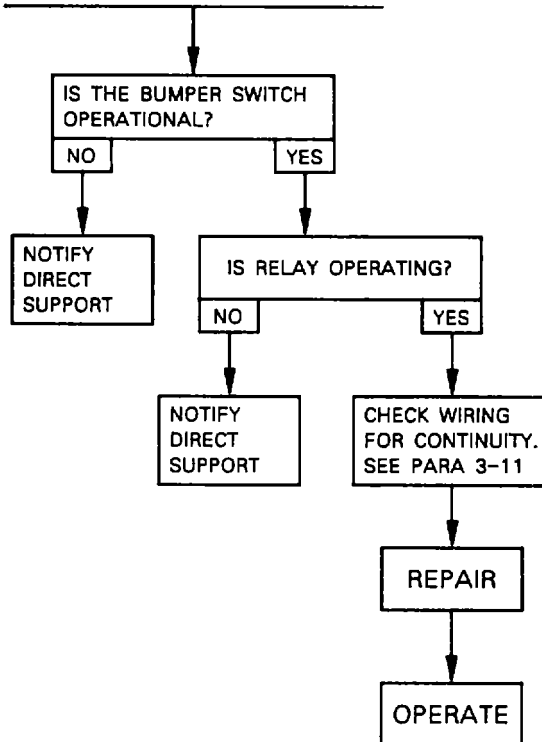 IS THE BUMPER SWITCH
OPERATIONAL?
NO
YES
NOTIFY
DIRECT
SUPPORT
IS RELAY OPERATING?
NO
YES
NOTIFY
DIRECT
SUPPORT
CHECK WIRING
FOR CONTINUITY.
SEE PARA 3-11
REPAIR
OPERATE